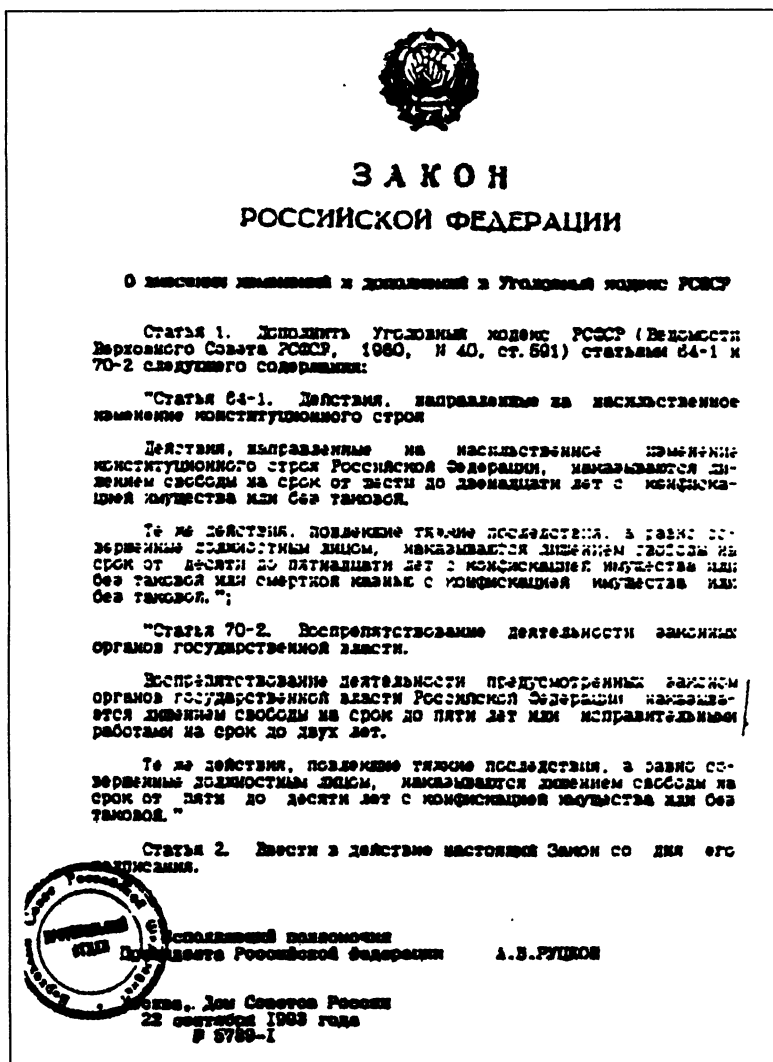 ЗАКОН
РОССИЙСКОЙ ФЕДЕРАЦИИ
О внесении изменений и дополнений в Уголовный кодекс РСФСР
Статья 1. Дополнить Уголовный кодекс РСФСР (Ведомости
Верховного Совета РСФСР, 1960, N 40, ст.591) статьями 64-1 и
70-2 следующего содержания:
"Статья 64-1. Действия, направленные на насильственное
изменение конституционного строя
Действия, направленные на насильственное изменение
конституционного строя Российской Федерации, наказываются ли-
шением свободы на срок от шести до двенадцати лет с конфиска-
цией имущества или без таковой.
Те же действия, повлекшие тяжкие последствия, а равно со-
вершенные должностным лицом, наказываются лишением свободы на
срок от десяти до пятнадцати лет с конфискацией имущества или
без таковой или смертной казнью с конфискацией имущества или
без таковой.";
"Статья 70-2. Воспрепятствование деятельности законных
органов государственной власти.
Воспрепятствование деятельности предусмотренных законом
органов государственной власти Российской Федерации наказыва-
ется лишением свободы на срок до пяти лет или исправительными
работами на срок до двух лет.
Те же действия, повлекшие тяжкие последствия, а равно со-
вершенные должностным лицом, наказываются лишением свободы на
срок от пяти до десяти лет с конфискацией имущества или без
таковой."
Статья 2. Ввести в действие настоящий Закон со дня его
подписания.
Исполняющий полномочия
Президента Российской Федерации А.В.РУЦКОЙ
Москва, Дом Советов России
22 сентября 1993 года
№ 5789-I